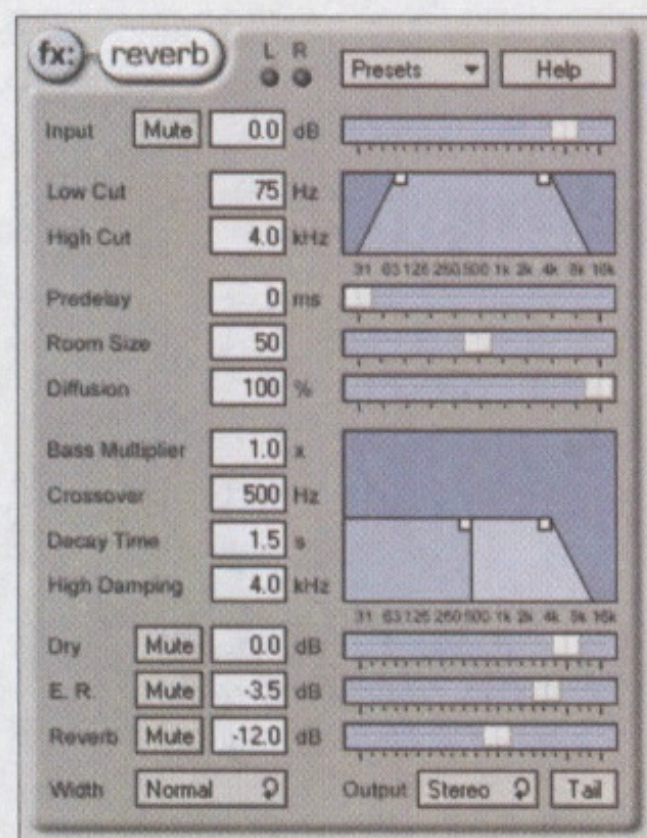 fx: reverb L R Presets Help
Input Mute 0.0 dB
Low Cut 75 Hz
High Cut 4.0 kHz
31 63 125 250 500 1k 2k 4k 8k 16k
Predelay 0 ms
Room Size 50
Diffusion 100 %
Bass Multiplier 1.0 x
Crossover 500 Hz
Decay Time 1.5 s
High Damping 4.0 kHz
31 63 125 250 500 1k 2k 4k 8k 16k
Dry Mute 0.0 dB
E. R. Mute -3.5 dB
Reverb Mute -12.0 dB
Width Normal Output Stereo Tail